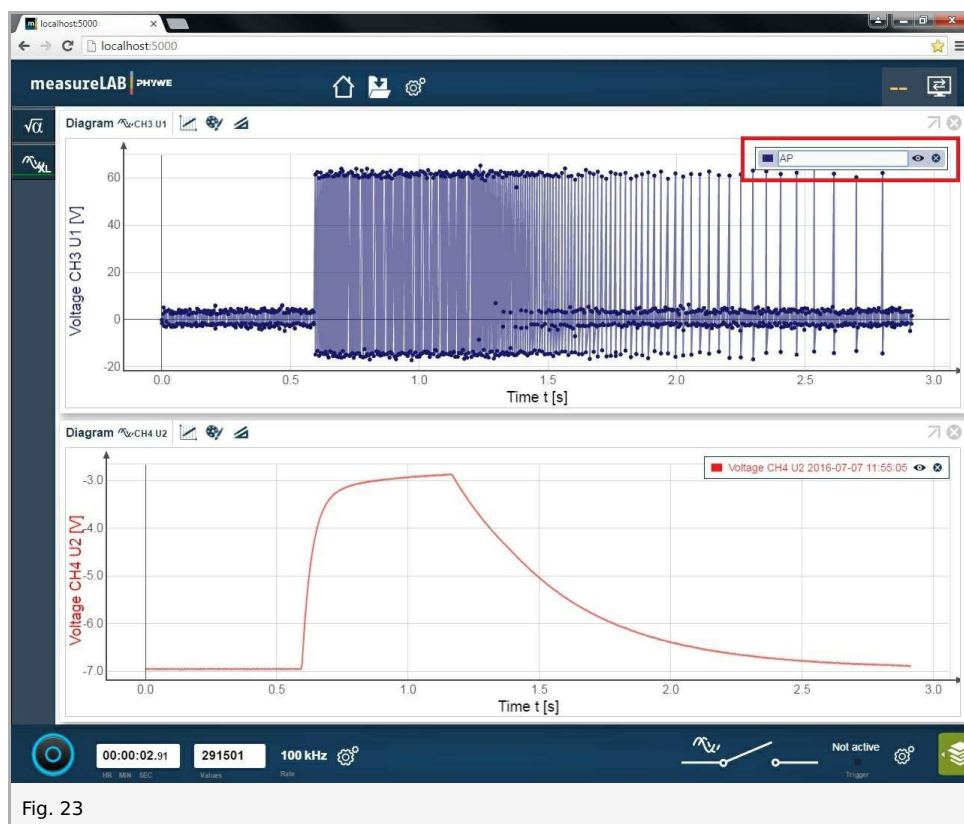 localhost:5000
localhost:5000
measureLAB PHYWE
--
√α
XL
Diagram CH3 U1
AP
60
40
20
0
-20
Voltage CH3 U1 [V]
0.0 0.5 1.0 1.5 2.0 2.5 3.0
Time t [s]
Diagram CH4 U2
Voltage CH4 U2 2016-07-07 11:55:05
-3.0
-4.0
-5.0
-6.0
-7.0
Voltage CH4 U2 [V]
0.0 0.5 1.0 1.5 2.0 2.5 3.0
Time t [s]
00:00:02.91 291501 100 kHz Not active
HR MIN SEC Values Rate Trigger
Fig. 23